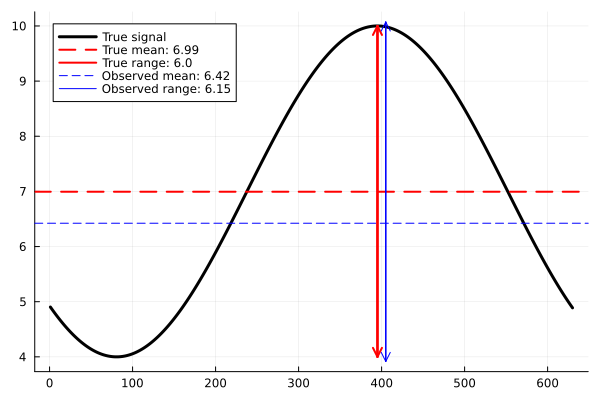 True signal
True mean: 6.99
True range: 6.0
Observed mean: 6.42
Observed range: 6.15
10
9
8
7
6
5
4
0 100 200 300 400 500 600